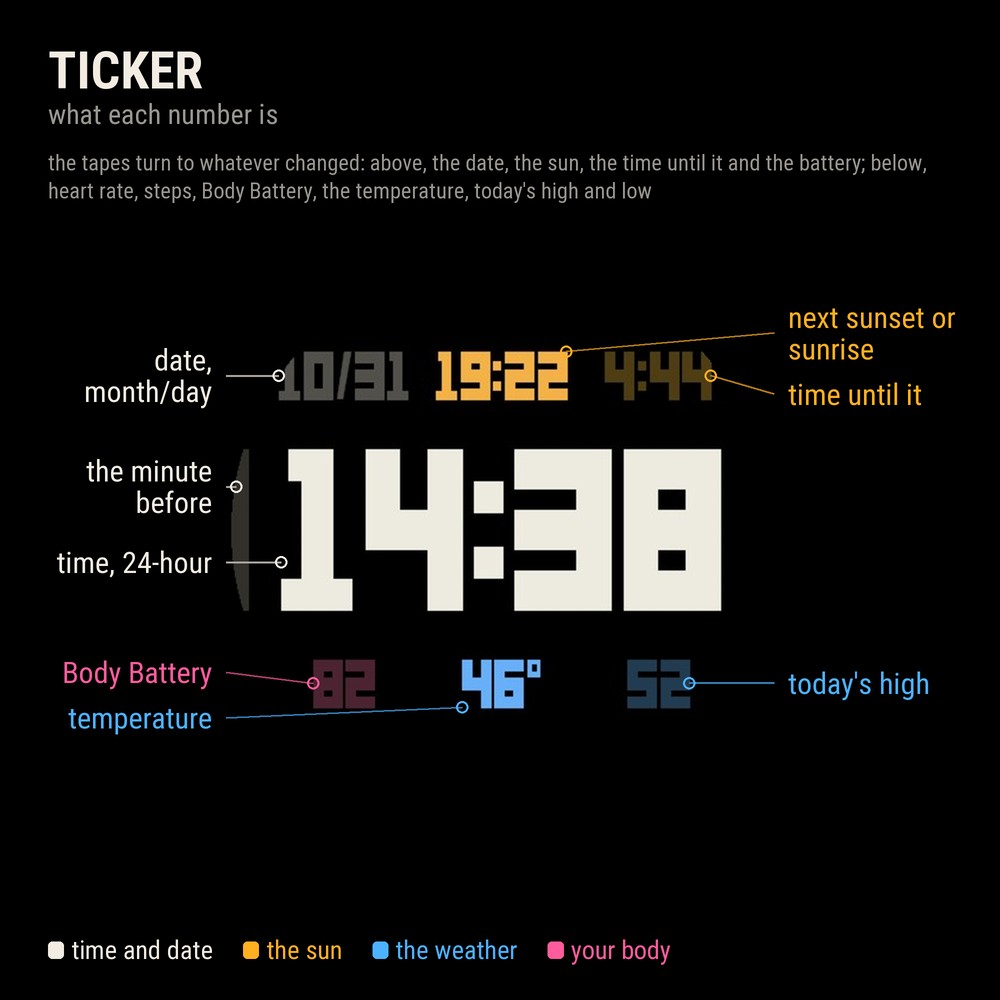 TICKER
what each number is
the tapes turn to whatever changed: above, the date, the sun, the time until it and the battery; below,
heart rate, steps, Body Battery, the temperature, today's high and low
next sunset or
sunrise
date,
month/day
10/31 19:22 4:44
time until it
the minute
before
14:38
time, 24-hour
Body Battery
82 46° 52
today's high
temperature
time and date the sun the weather your body